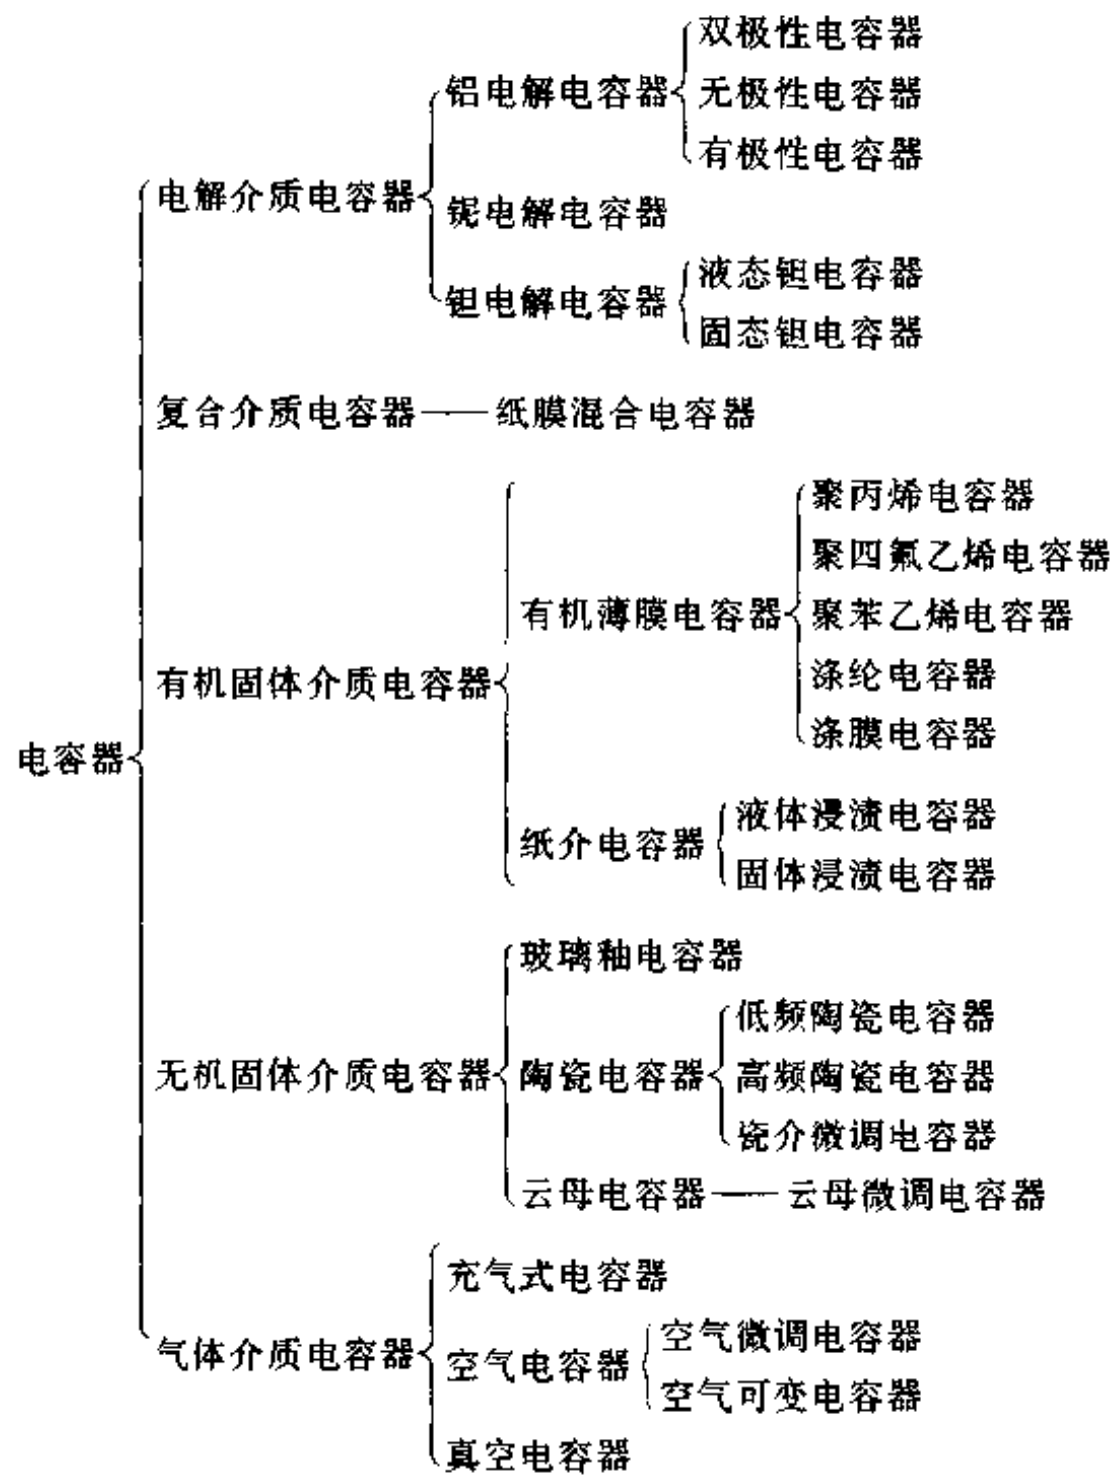 双极性电容器
铝电解电容器
无极性电容器
有极性电容器
电解介质电容器
铌电解电容器
液态钽电容器
钽电解电容器
固态钽电容器
复合介质电容器——纸膜混合电容器
聚丙烯电容器
聚四氟乙烯电容器
有机薄膜电容器
聚苯乙烯电容器
涤纶电容器
有机固体介质电容器
涤膜电容器
电容器
液体浸渍电容器
纸介电容器
固体浸渍电容器
玻璃釉电容器
低频陶瓷电容器
无机固体介质电容器
陶瓷电容器
高频陶瓷电容器
瓷介微调电容器
云母电容器——云母微调电容器
充气式电容器
空气微调电容器
气体介质电容器
空气电容器
空气可变电容器
真空电容器